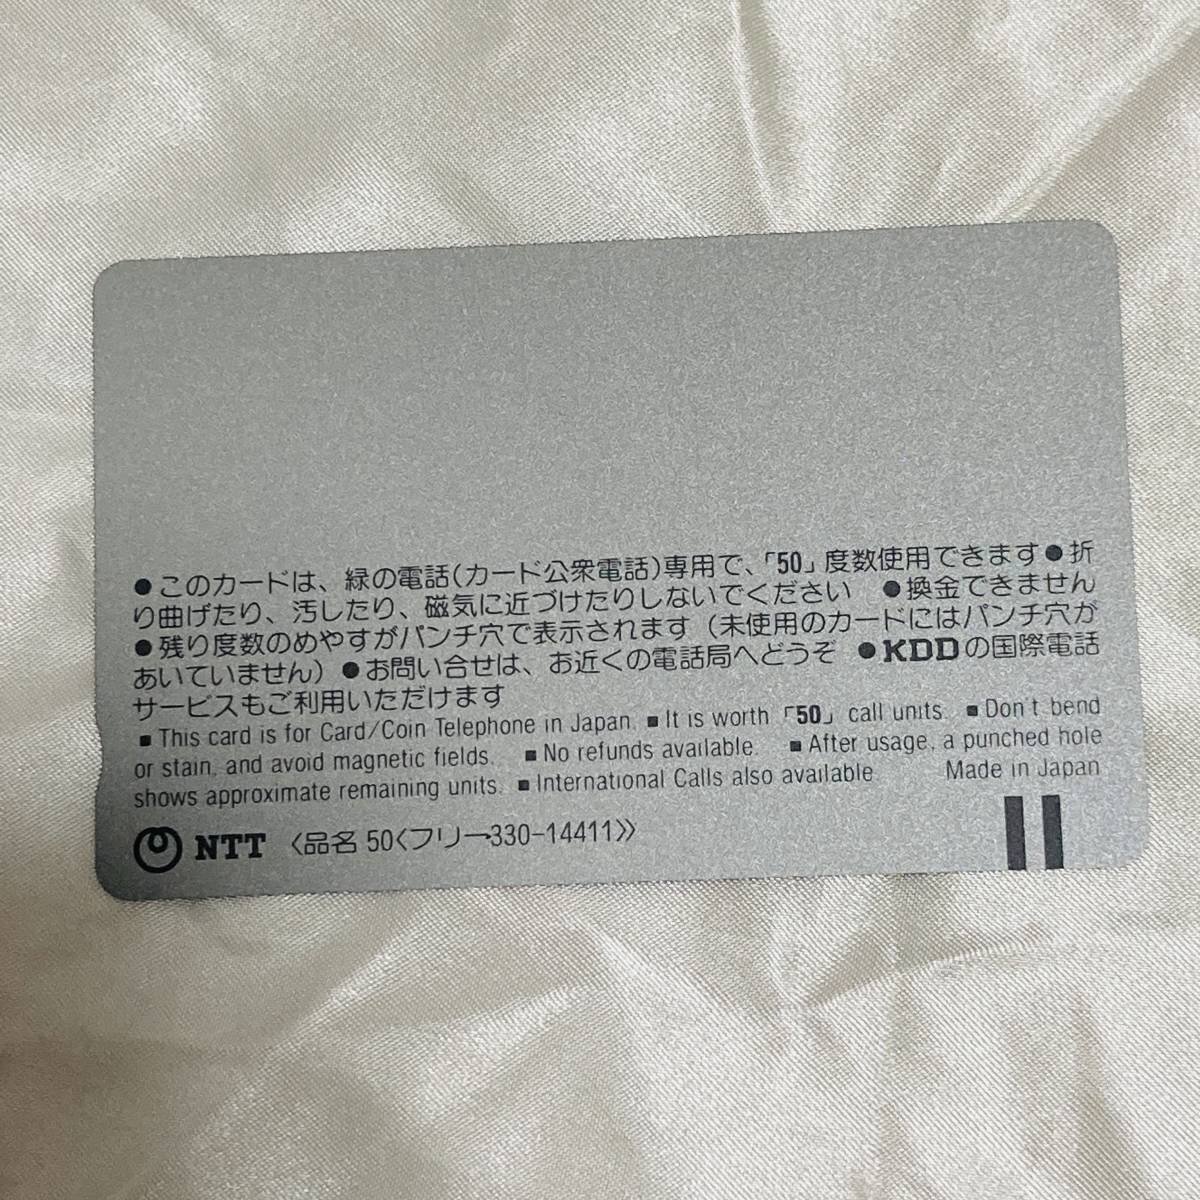 ●このカードは、緑の電話(カード公衆電話)専用で、「50」度数使用できます●折
り曲げたり、汚したり、磁気に近づけたりしないでください ●換金できません
●残り度数のめやすがパンチ穴で表示されます(未使用のカードにはパンチ穴が
あいていません)●お問い合せは、お近くの電話局へどうぞ ●KDDの国際電話
サービスもご利用いただけます
■This card is for Card/Coin Telephone in Japan. ■It is worth「50」call units. ■Don't bend
or stain, and avoid magnetic fields. ■No refunds available. ■After usage, a punched hole
shows approximate remaining units. ■International Calls also available Made in Japan
NTT 〈品名 50〈フリー→330-14411〉〉